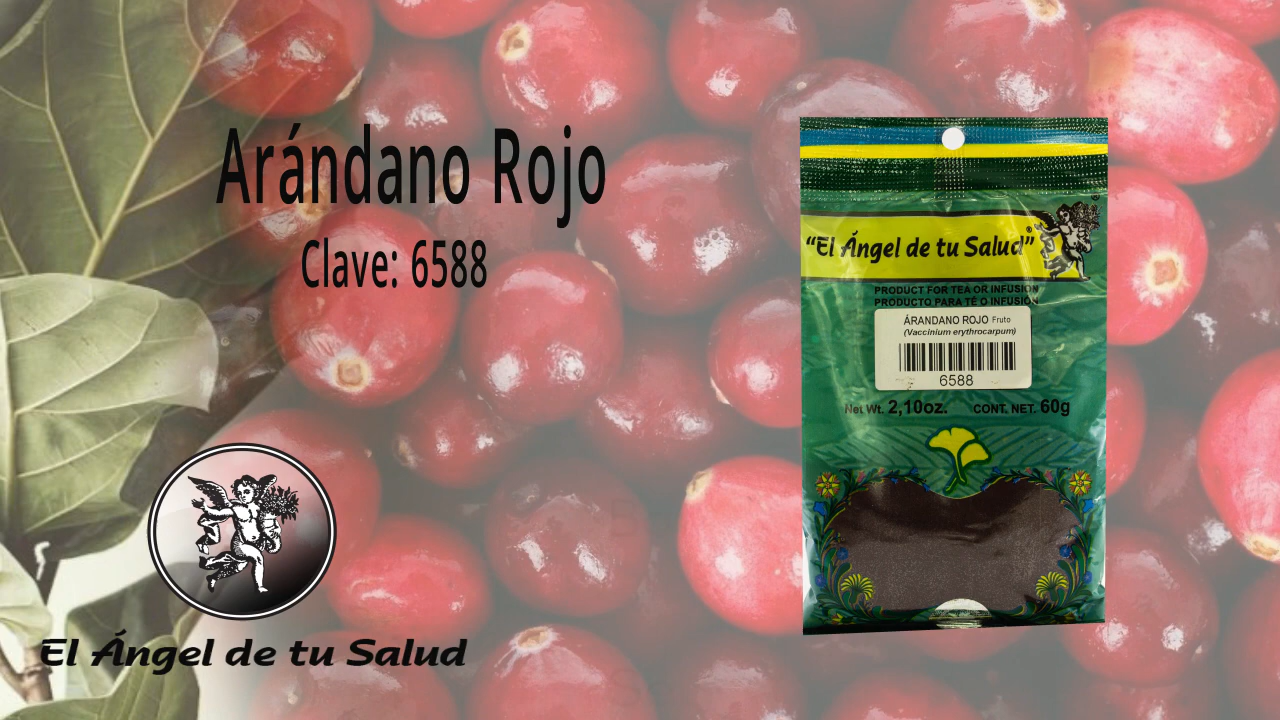 Arándano Rojo
Clave: 6588
El Ángel de tu Salud
“El Ángel de tu Salud”®
PRODUCT FOR TEA OR INFUSIÓN
PRODUCTO PARA TÉ O INFUSIÓN
ÁRANDANO ROJO Fruto
(Vaccinium erythrocarpum)
6588
Net Wt. 2,10oz. CONT. NET. 60g